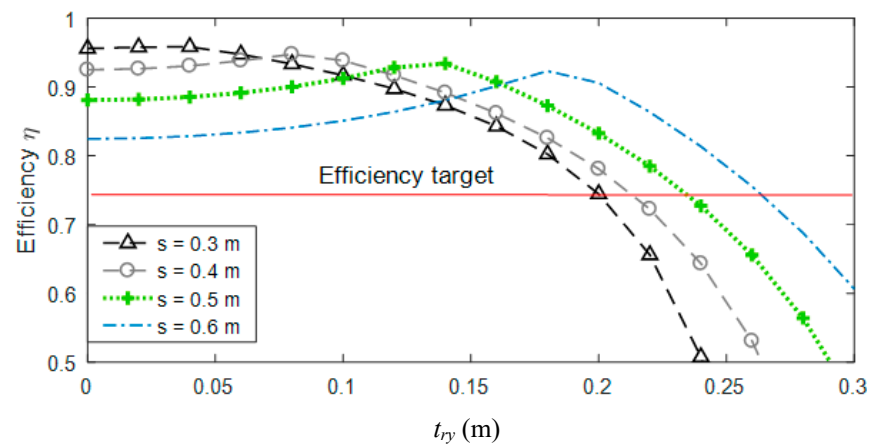 1
0.9
0.8
0.7
0.6
0.5
Efficiency η
Efficiency target
s = 0.3 m
s = 0.4 m
s = 0.5 m
s = 0.6 m
0 0.05 0.1 0.15 0.2 0.25 0.3
try (m)